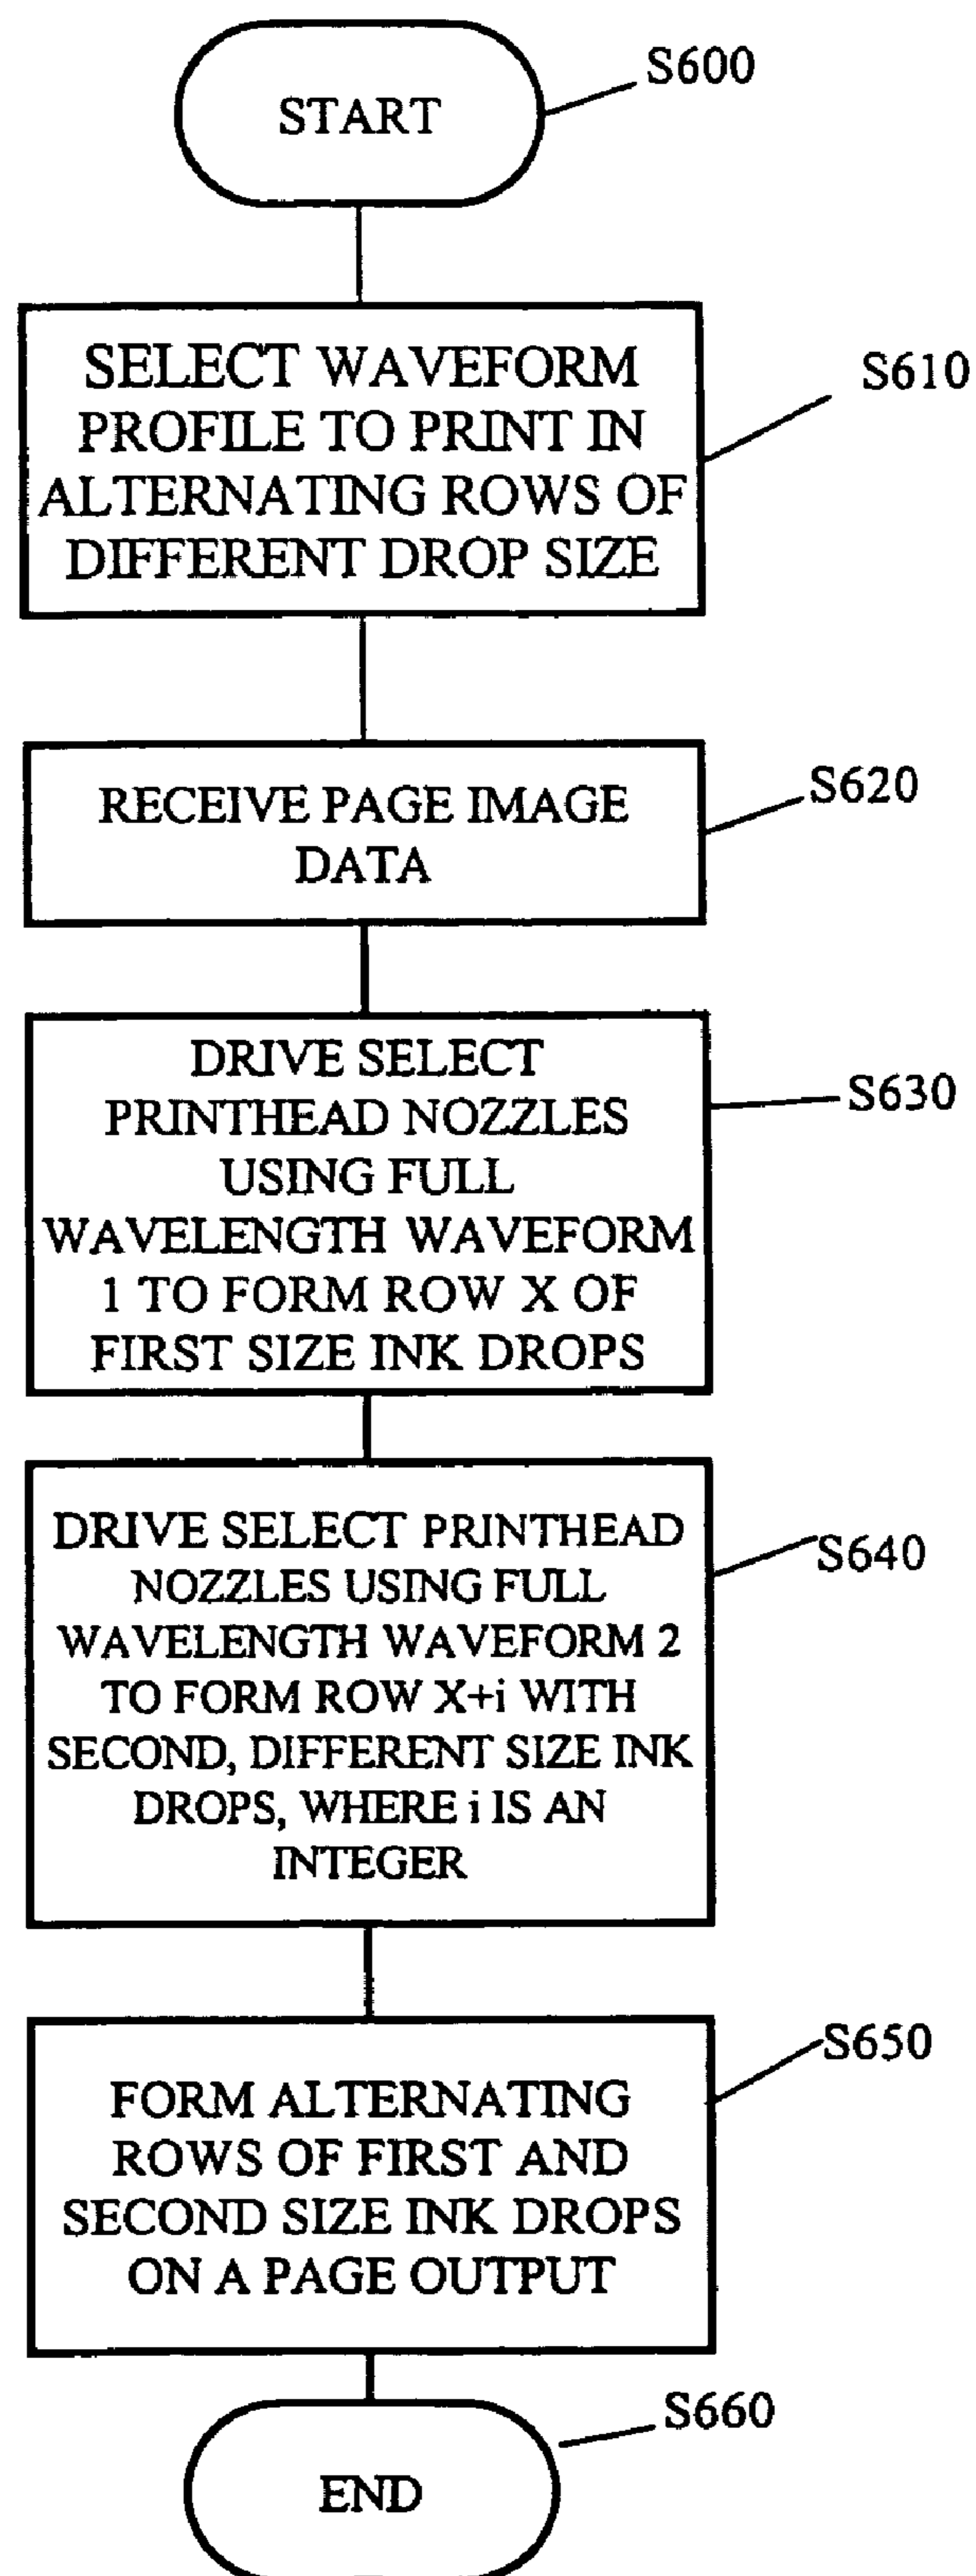 START
S600
SELECT WAVEFORM
PROFILE TO PRINT IN
ALTERNATING ROWS OF
DIFFERENT DROP SIZE
S610
RECEIVE PAGE IMAGE
DATA
S620
DRIVE SELECT
PRINTHEAD NOZZLES
USING FULL
WAVELENGTH WAVEFORM
1 TO FORM ROW X OF
FIRST SIZE INK DROPS
S630
DRIVE SELECT PRINTHEAD
NOZZLES USING FULL
WAVELENGTH WAVEFORM 2
TO FORM ROW X+i WITH
SECOND, DIFFERENT SIZE INK
DROPS, WHERE i IS AN
INTEGER
S640
FORM ALTERNATING
ROWS OF FIRST AND
SECOND SIZE INK DROPS
ON A PAGE OUTPUT
S650
END
S660